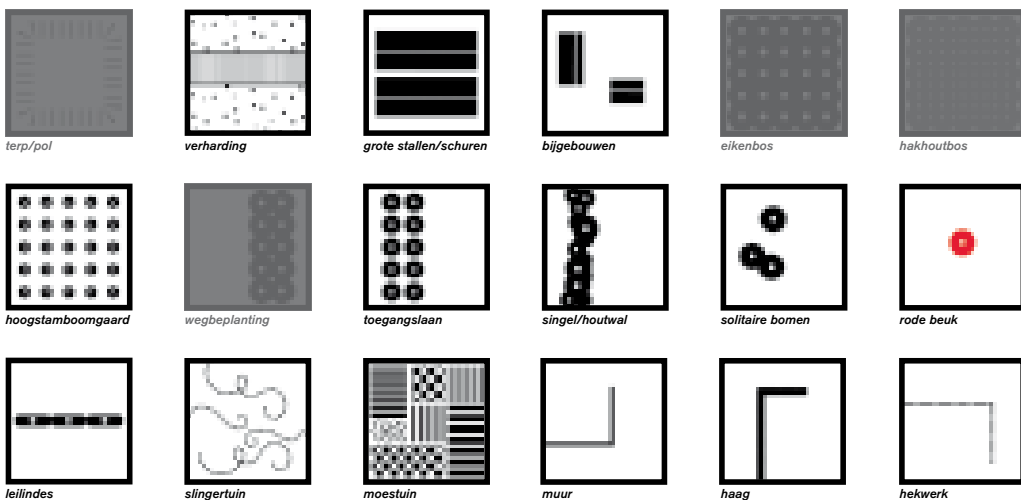 terp/pol
verharding
grote stallen/schuren
bijgebouwen
eikenbos
hakhoutbos
hoogstamboomgaard
wegbeplanting
toegangslaan
singel/houtwal
solitaire bomen
rode beuk
leilindes
slingertuin
moestuin
muur
haag
hekwerk